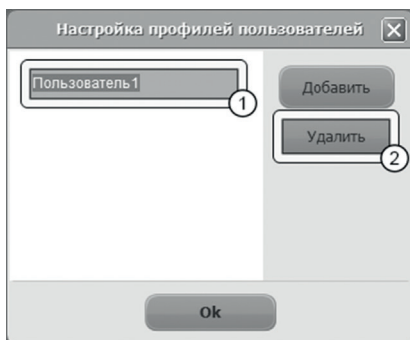 Настройка профилей пользователей
Пользователь1
1
Добавить
Удалить
2
Ok